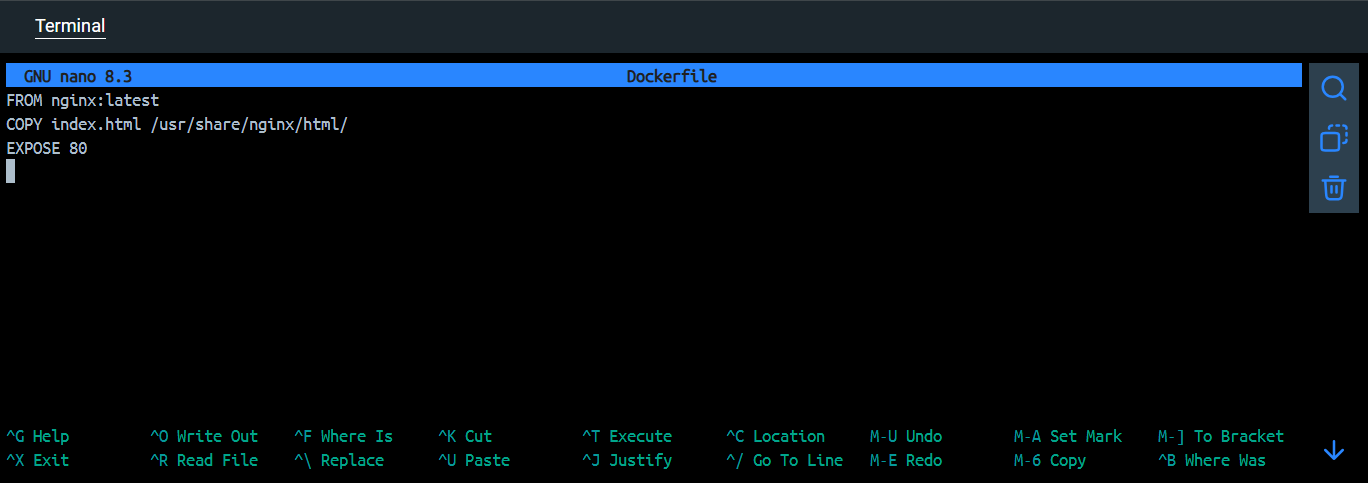 Terminal
GNU nano 8.3 Dockerfile
FROM nginx:latest
COPY index.html /usr/share/nginx/html/
EXPOSE 80
^G Help ^O Write Out ^F Where Is ^K Cut ^T Execute ^C Location M-U Undo M-A Set Mark M-] To Bracket
^X Exit ^R Read File ^\ Replace ^U Paste ^J Justify ^/ Go To Line M-E Redo M-6 Copy ^B Where Was